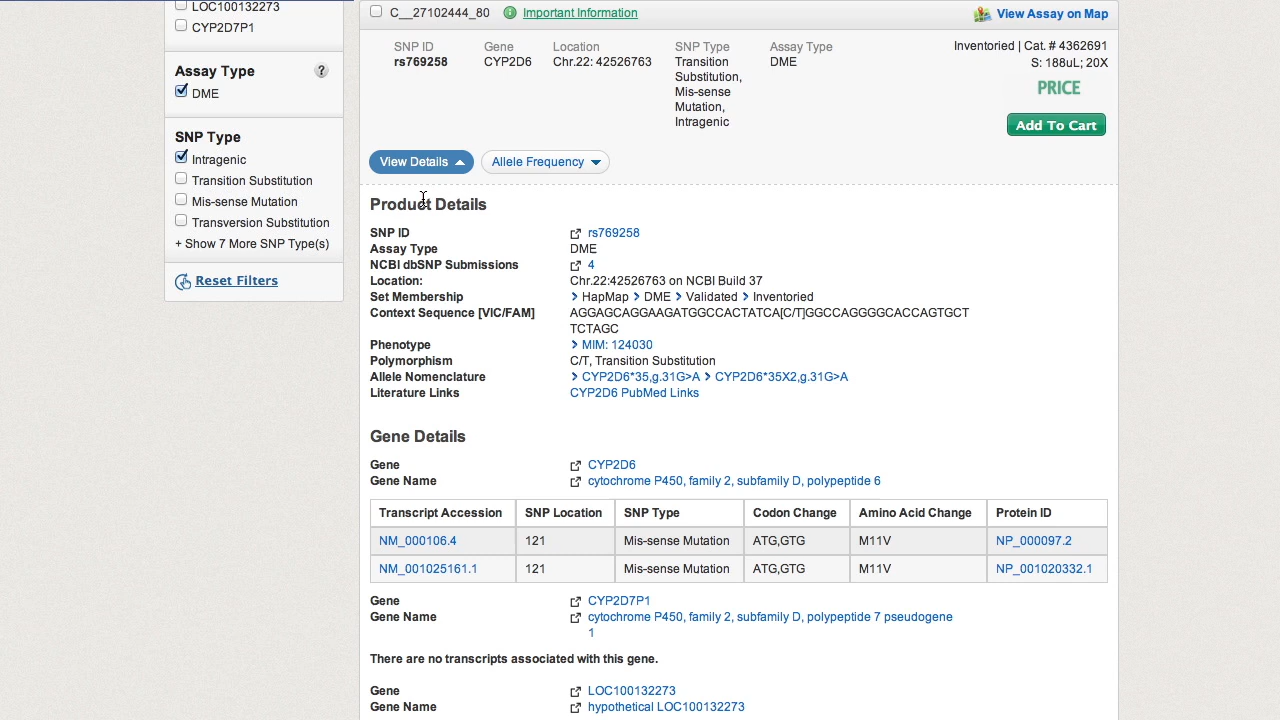 LOC100132273
CYP2D7P1
Assay Type ?
DME
SNP Type
Intragenic
Transition Substitution
Mis-sense Mutation
Transversion Substitution
+ Show 7 More SNP Type(s)
Reset Filters
C__27102444_80 Important Information View Assay on Map
SNP ID Gene Location SNP Type Assay Type
rs769258 CYP2D6 Chr.22: 42526763 Transition DME
Substitution,
Mis-sense
Mutation,
Intragenic
Inventoried | Cat. # 4362691
S: 188uL; 20X
PRICE
Add To Cart
View Details Allele Frequency
Product Details
SNP ID rs769258
Assay Type DME
NCBI dbSNP Submissions 4
Location: Chr.22:42526763 on NCBI Build 37
Set Membership HapMap DME Validated Inventoried
Context Sequence [VIC/FAM] AGGAGCAGGAAGATGGCCACTATCA[C/T]GGCCAGGGGCACCAGTGCT
TCTAGC
Phenotype MIM: 124030
Polymorphism C/T, Transition Substitution
Allele Nomenclature CYP2D6*35,g.31G>A CYP2D6*35X2,g.31G>A
Literature Links CYP2D6 PubMed Links
Gene Details
Gene CYP2D6
Gene Name cytochrome P450, family 2, subfamily D, polypeptide 6
Transcript Accession SNP Location SNP Type Codon Change Amino Acid Change Protein ID
NM_000106.4 121 Mis-sense Mutation ATG,GTG M11V NP_000097.2
NM_001025161.1 121 Mis-sense Mutation ATG,GTG M11V NP_001020332.1
Gene CYP2D7P1
Gene Name cytochrome P450, family 2, subfamily D, polypeptide 7 pseudogene
1
There are no transcripts associated with this gene.
Gene LOC100132273
Gene Name hypothetical LOC100132273